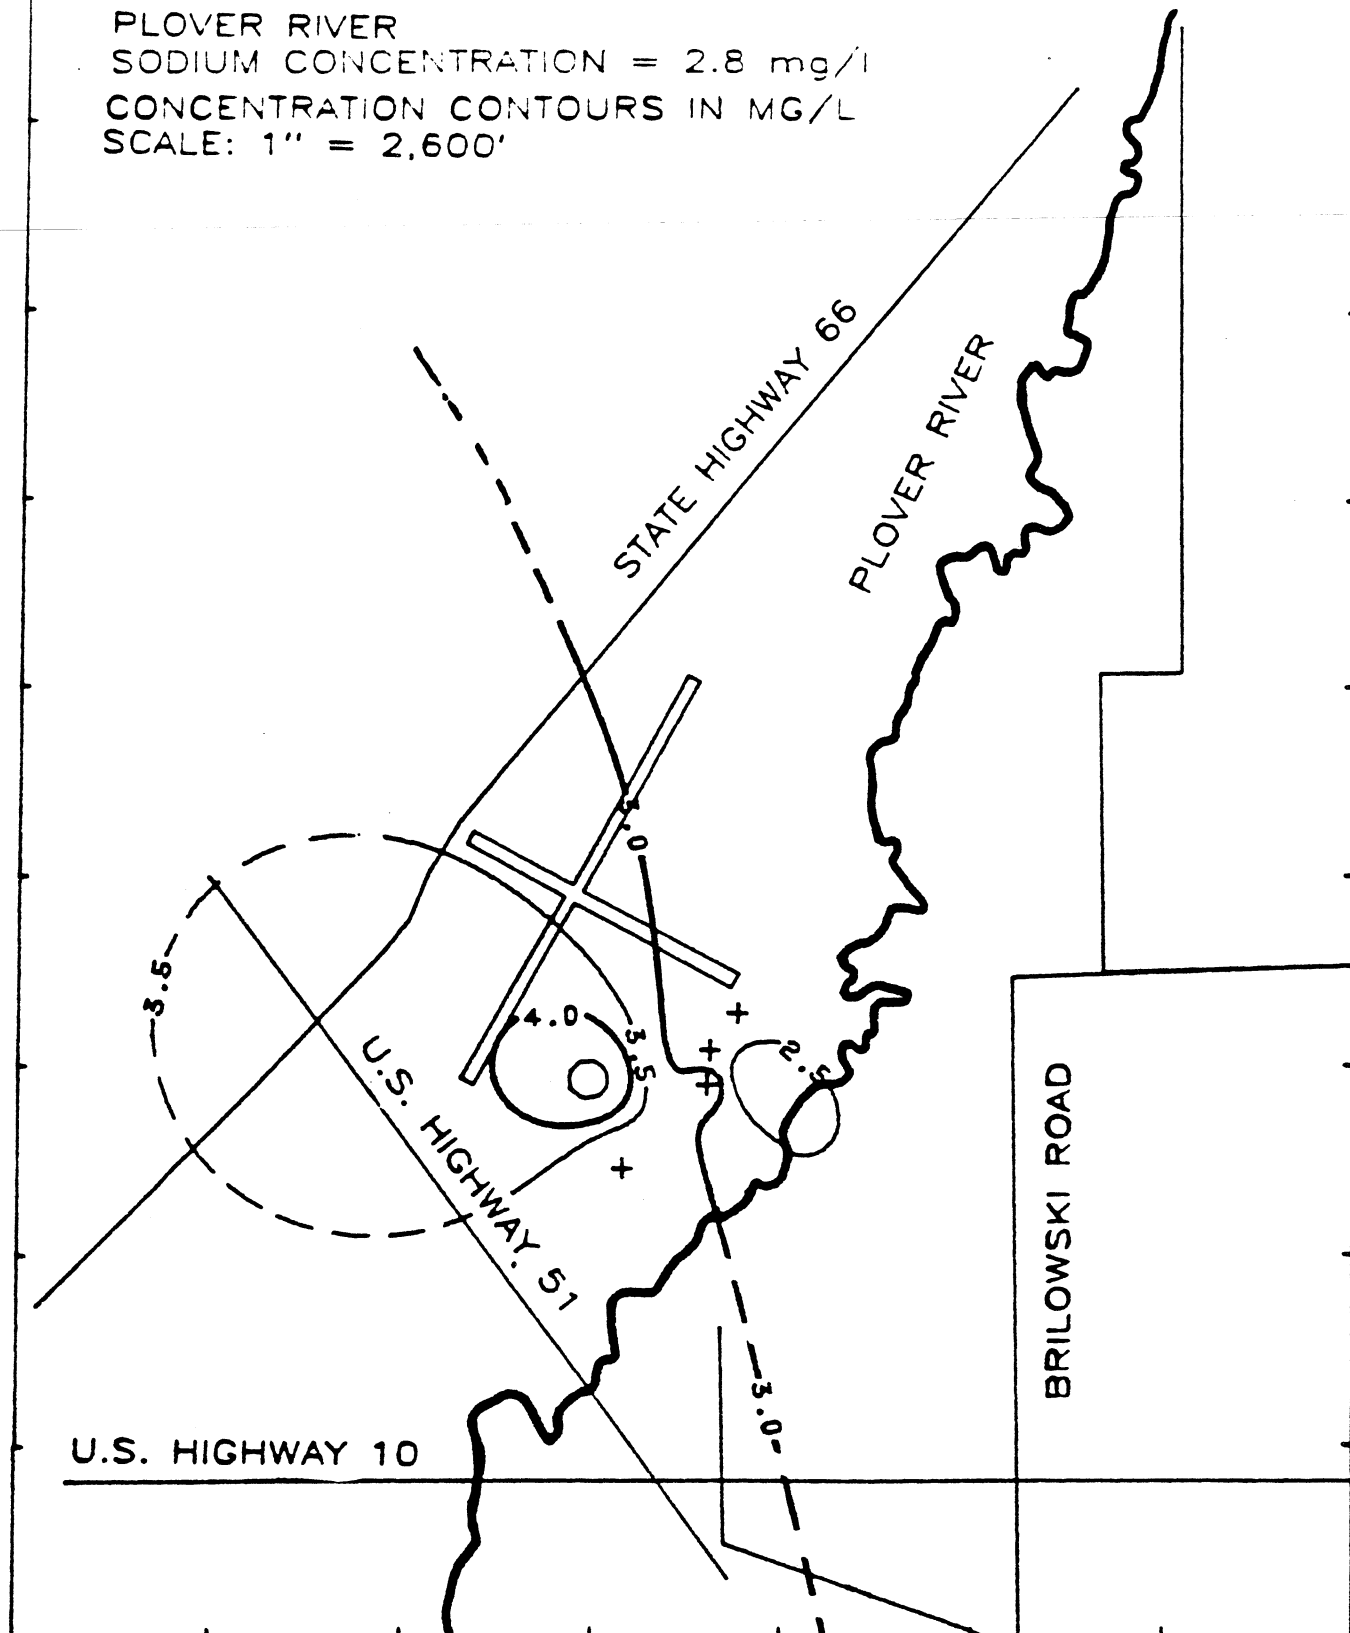 PLOVER RIVER
SODIUM CONCENTRATION = 2.8 mg/l
CONCENTRATION CONTOURS IN MG/L
SCALE: 1" = 2,600'
STATE HIGHWAY 66
PLOVER RIVER
3.0
3.5
4.0
3.5
2.5
U.S. HIGHWAY 51
BRILOWSKI ROAD
3.0
U.S. HIGHWAY 10